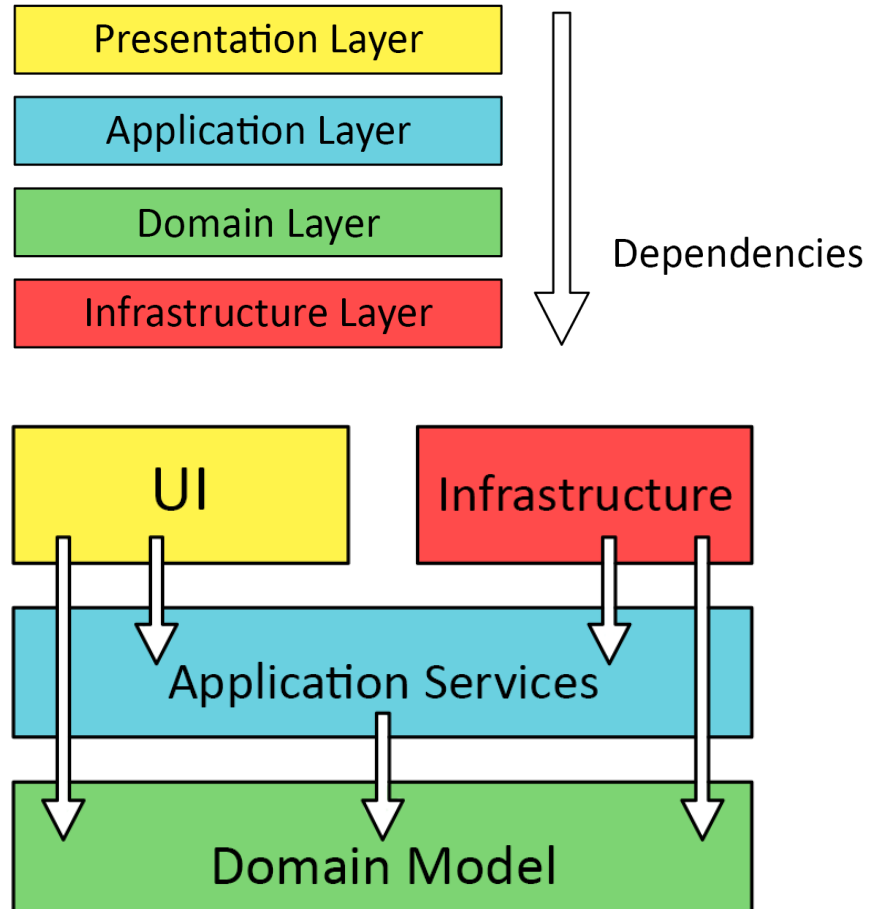 Presentation Layer
Application Layer
Domain Layer
Dependencies
Infrastructure Layer
UI
Infrastructure
Application Services
Domain Model